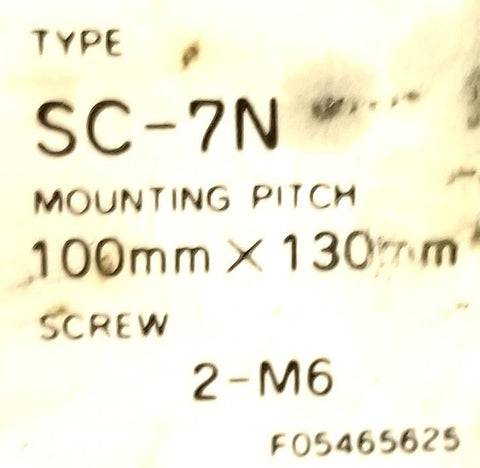 TYPE
SC-7N
MOUNTING PITCH
100mm × 130mm
SCREW
2-M6
F05465625